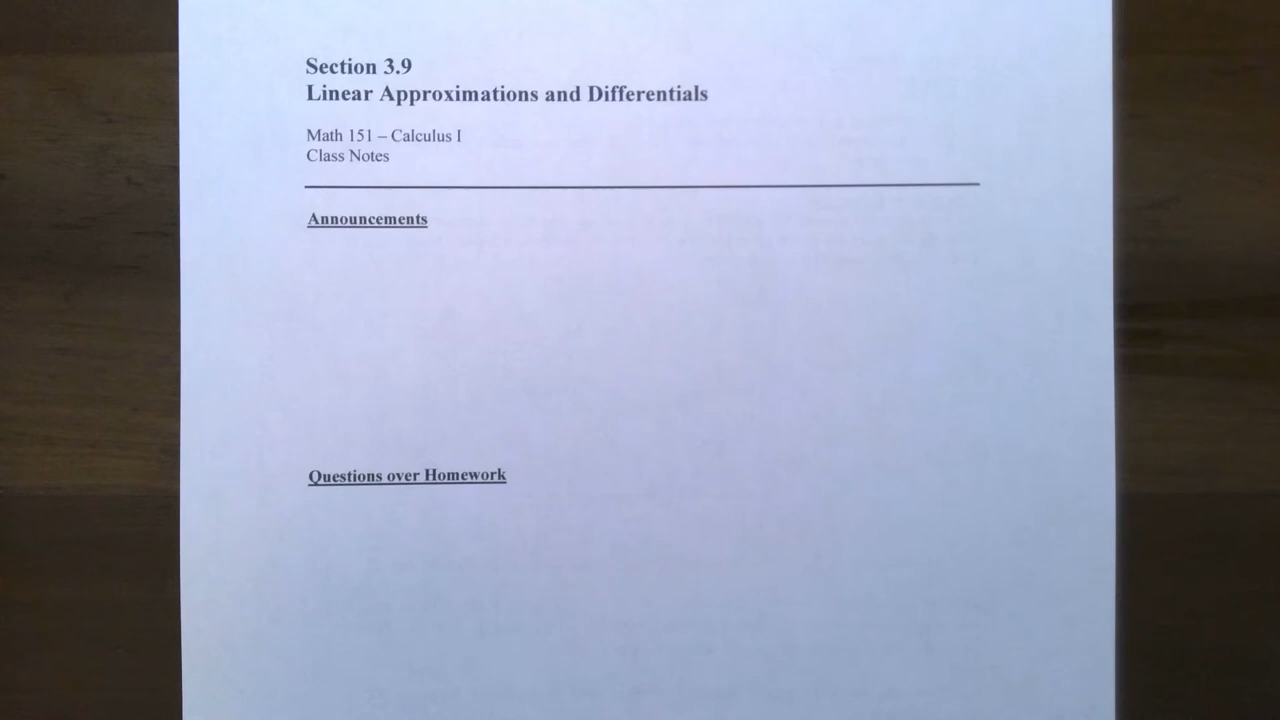 Section 3.9
Linear Approximations and Differentials
Math 151 – Calculus I
Class Notes
Announcements
Questions over Homework